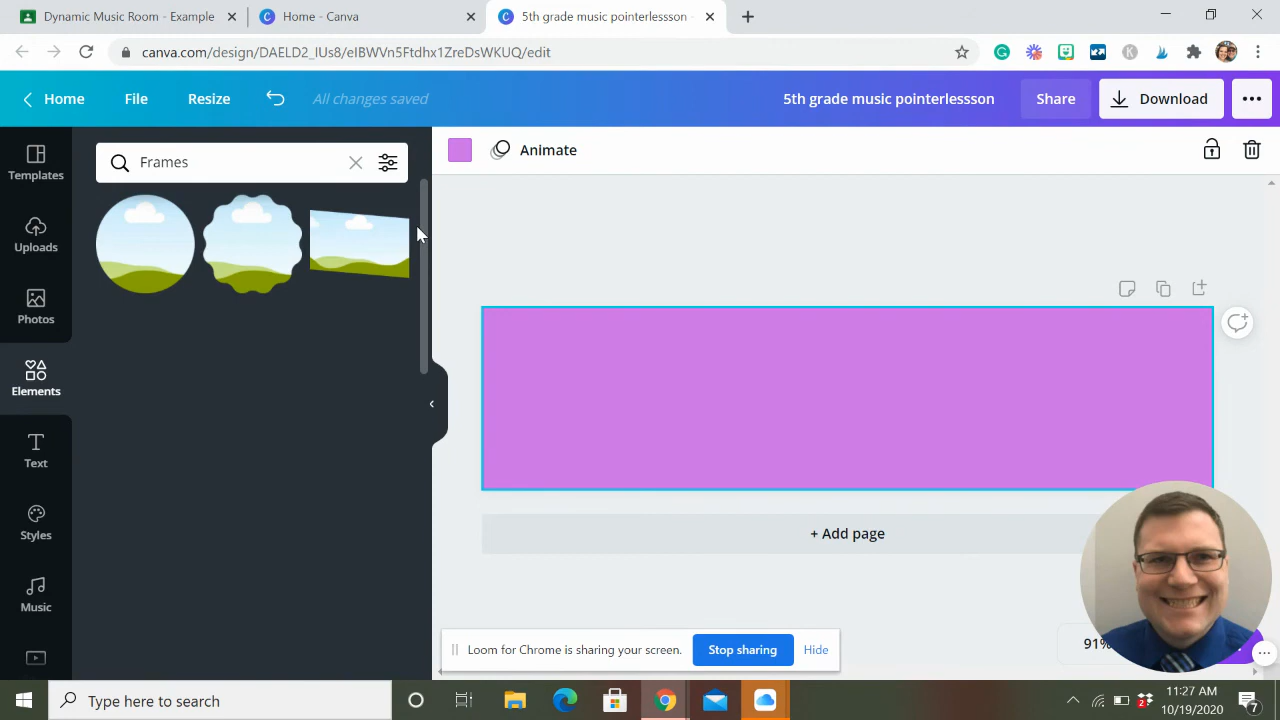 Dynamic Music Room - Example
Home - Canva
5th grade music pointerlessson -
canva.com/design/DAELD2_IUs8/eIBWVn5Ftdhx1ZreDsWKUQ/edit
Home File Resize All changes saved 5th grade music pointerlessson Share Download
Templates
Uploads
Photos
Elements
Text
Styles
Music
Frames
Animate
+ Add page
91%
Loom for Chrome is sharing your screen. Stop sharing Hide
Type here to search
2
11:27 AM
10/19/2020
7